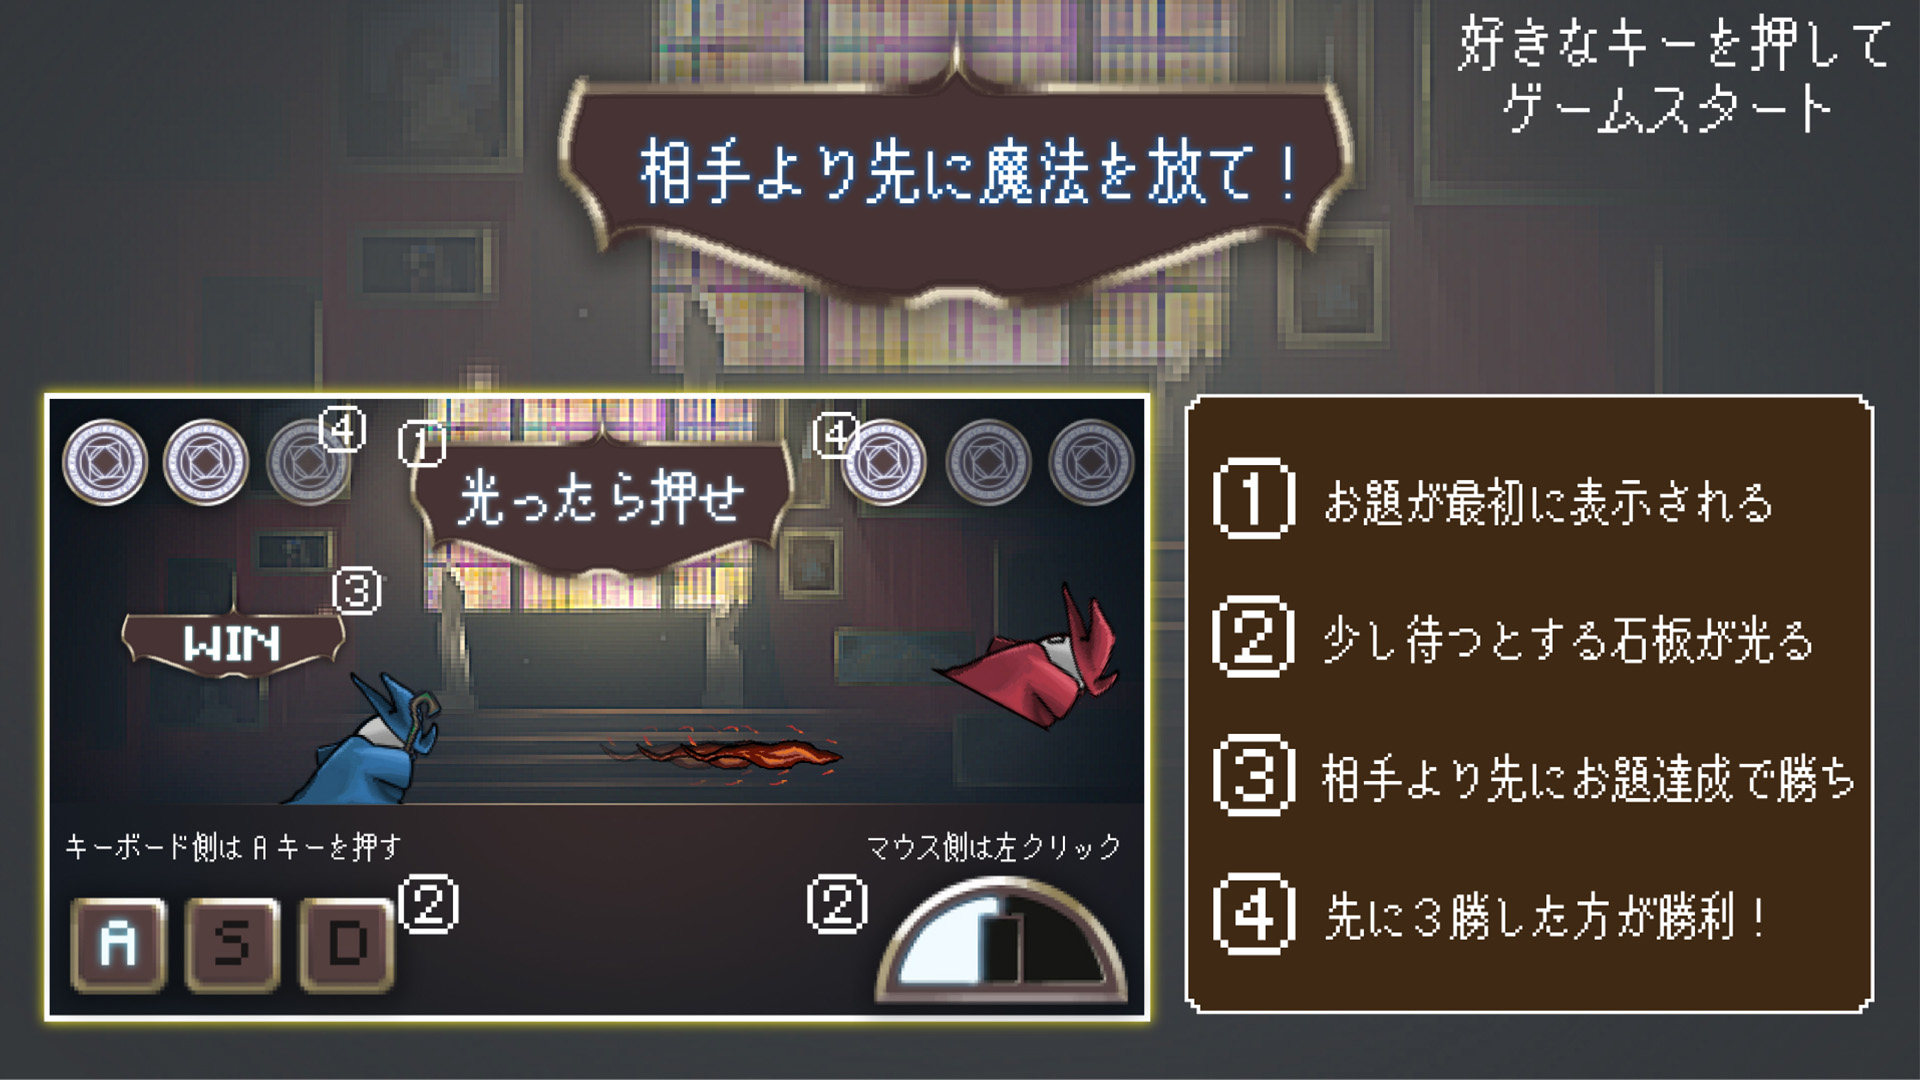 好きなキーを押して
ゲームスタート
相手より先に魔法を放て！
④
①
④
光ったら押せ
③
WIN
キーボード側は A キーを押す
マウス側は左クリック
A S D
②
②
① お題が最初に表示される
② 少し待つとする石板が光る
③ 相手より先にお題達成で勝ち
④ 先に３勝した方が勝利！